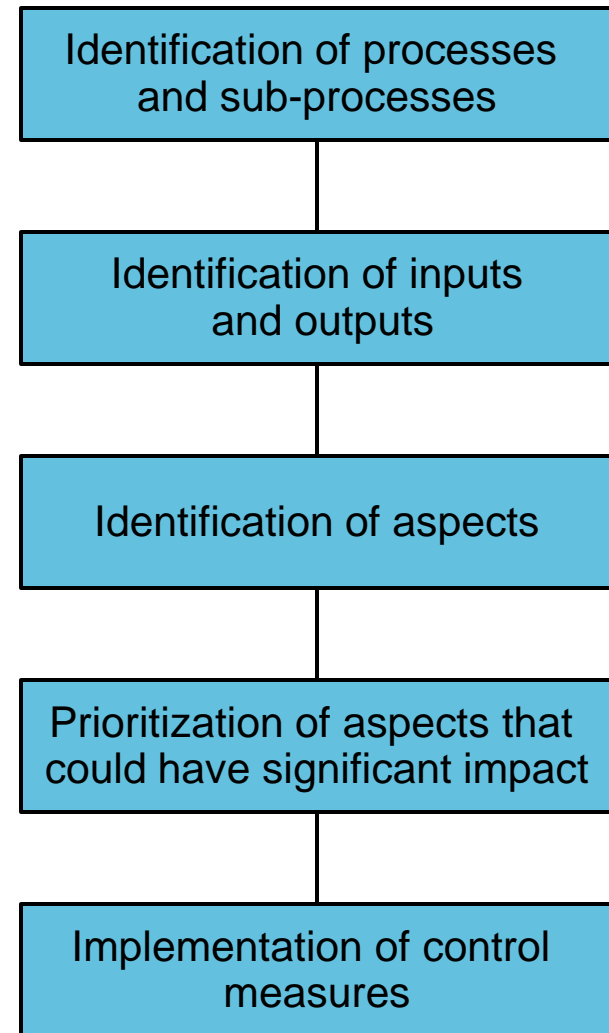 Identification of processes
and sub-processes
Identification of inputs
and outputs
Identification of aspects
Prioritization of aspects that
could have significant impact
Implementation of control
measures